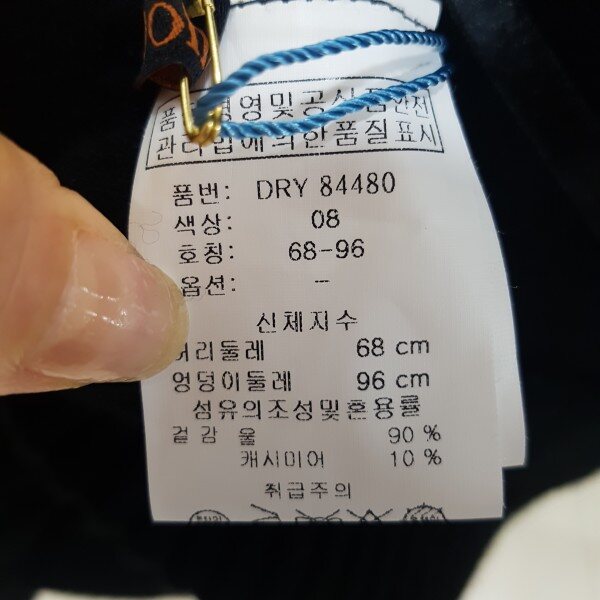 관리법에의한품질표시
품번: DRY 84480
색상: 08
호칭: 68-96
옵션: -
신체지수
허리둘레 68 cm
엉덩이둘레 96 cm
섬유의조성및혼용률
겉감 울 90 %
캐시미어 10 %
취급주의